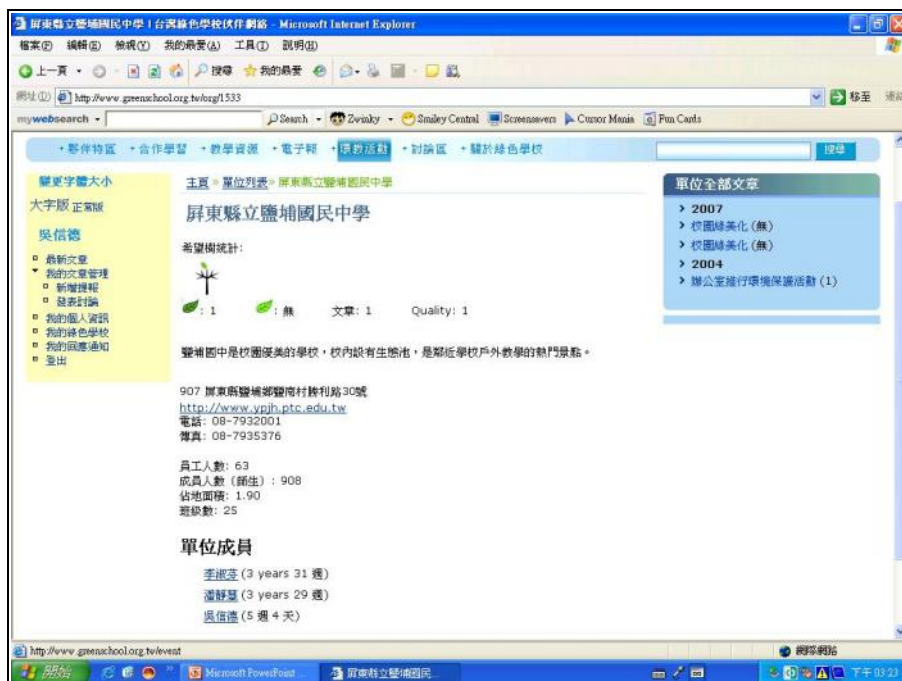 屏東縣立鹽埔國民中學 | 台灣綠色學校伙伴網路 - Microsoft Internet Explorer
檔案(F) 編輯(E) 檢視(V) 我的最愛(A) 工具(T) 說明(H)
上一頁 搜尋 我的最愛
網址(D) http://www.greenschool.org.tw/org/1533 移至 連結
mywebsearch Search Zwinky Smiley Central Screensavers Cursor Mania Fun Cards
夥伴特區 合作學習 教學資源 電子報 環教活動 討論區 關於綠色學校 搜尋
變更字體大小
大字版 正常版
吳信德
最新文章
我的文章管理
新增提報
發表討論
我的個人資訊
我的綠色學校
我的回應通知
登出
主頁 » 單位列表 » 屏東縣立鹽埔國民中學
屏東縣立鹽埔國民中學
希望樹統計:
: 1 : 無 文章: 1 Quality: 1
鹽埔國中是校園優美的學校，校內設有生態池，是鄰近學校戶外教學的熱門景點。
907 屏東縣鹽埔鄉鹽南村勝利路30號
http://www.ypjh.ptc.edu.tw
電話: 08-7932001
傳真: 08-7935376
員工人數: 63
成員人數 (師生) : 908
佔地面積: 1.90
班級數: 25
單位成員
李淑芬 (3 years 31 週)
潘靜慧 (3 years 29 週)
吳信德 (5 週 4 天)
單位全部文章
2007
校園綠美化 (無)
校園綠美化 (無)
2004
辦公室推行環境保護活動 (1)
http://www.greenschool.org.tw/event 網際網路
開始 Microsoft PowerPoint ... 屏東縣立鹽埔國民... 下午 03:23